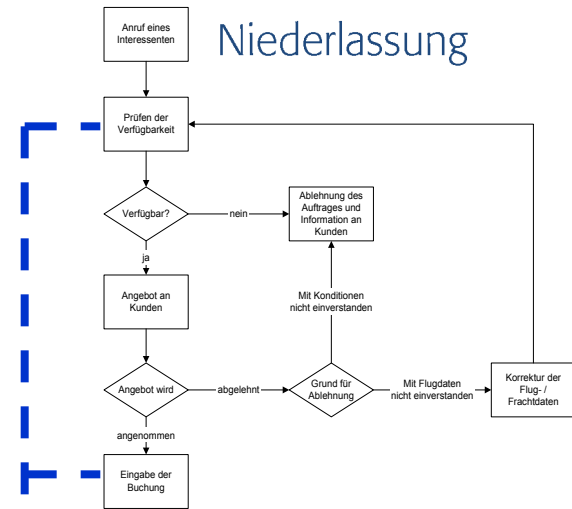 Niederlassung
Anruf eines
Interessenten
Prüfen der
Verfügbarkeit
Verfügbar?
nein
Ablehnung des
Auftrages und
Information an
Kunden
ja
Angebot an
Kunden
Mit Konditionen
nicht einverstanden
Angebot wird
abgelehnt
Grund für
Ablehnung
Mit Flugdaten
nicht einverstanden
Korrektur der
Flug- /
Frachtdaten
angenommen
Eingabe der
Buchung